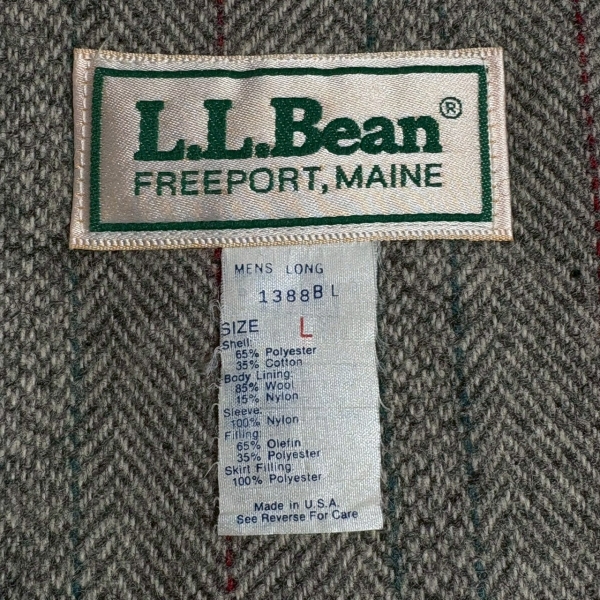 L.L.Bean®
FREEPORT, MAINE
MENS LONG
1388BL
SIZE L
Shell:
65% Polyester
35% Cotton
Body Lining:
85% Wool
15% Nylon
Sleeve:
100% Nylon
Filling:
65% Olefin
35% Polyester
Skirt Filling:
100% Polyester
Made in U.S.A.
See Reverse For Care